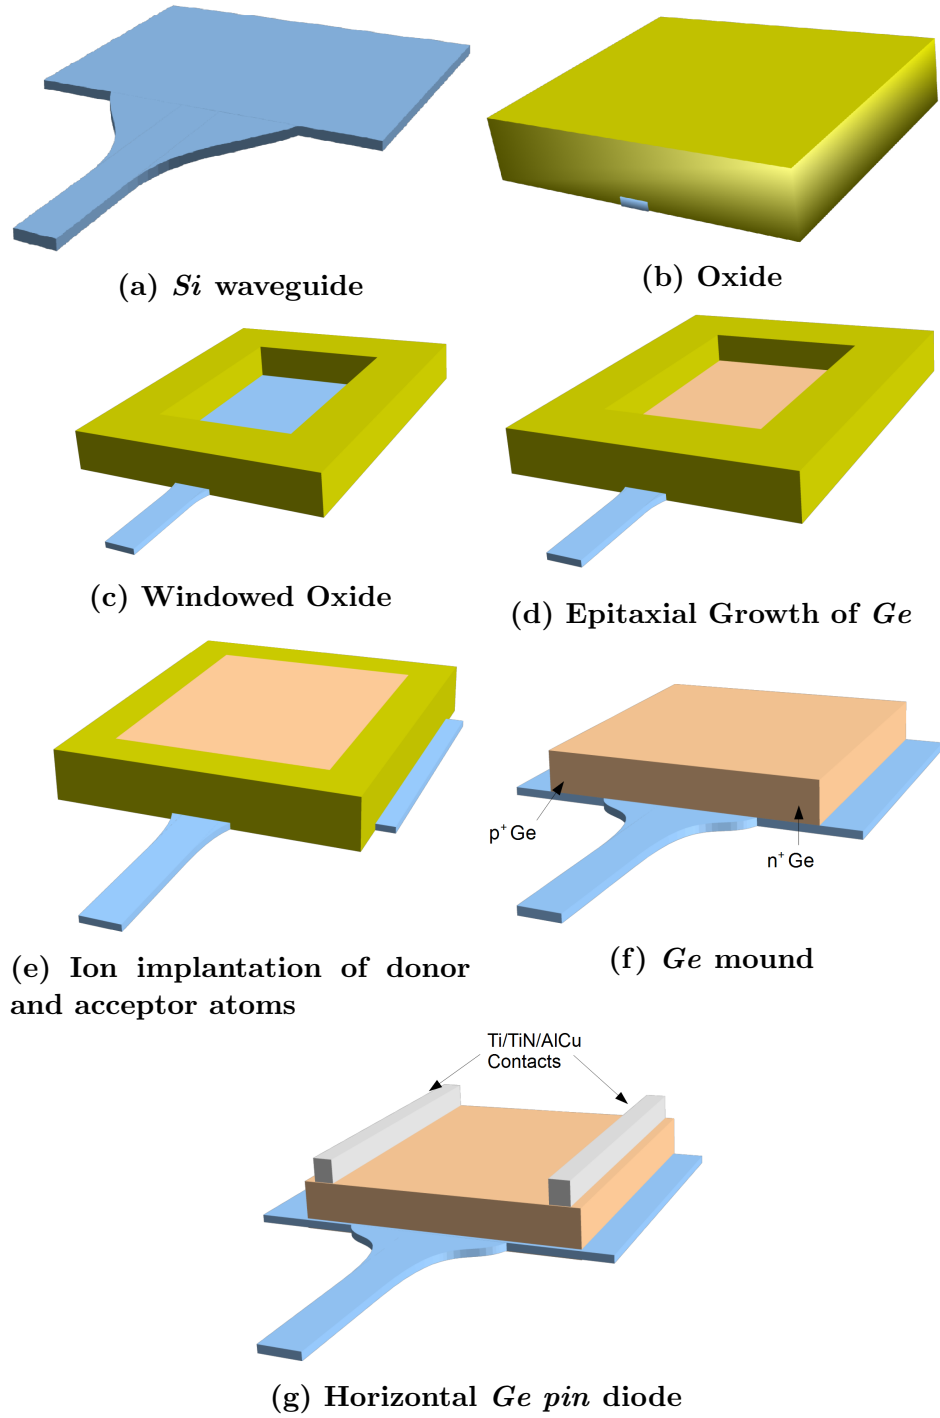 (a) Si waveguide
(b) Oxide
(c) Windowed Oxide
(d) Epitaxial Growth of Ge
(e) Ion implantation of donor
and acceptor atoms
p⁺ Ge
n⁺ Ge
(f) Ge mound
Ti/TiN/AlCu
Contacts
(g) Horizontal Ge pin diode